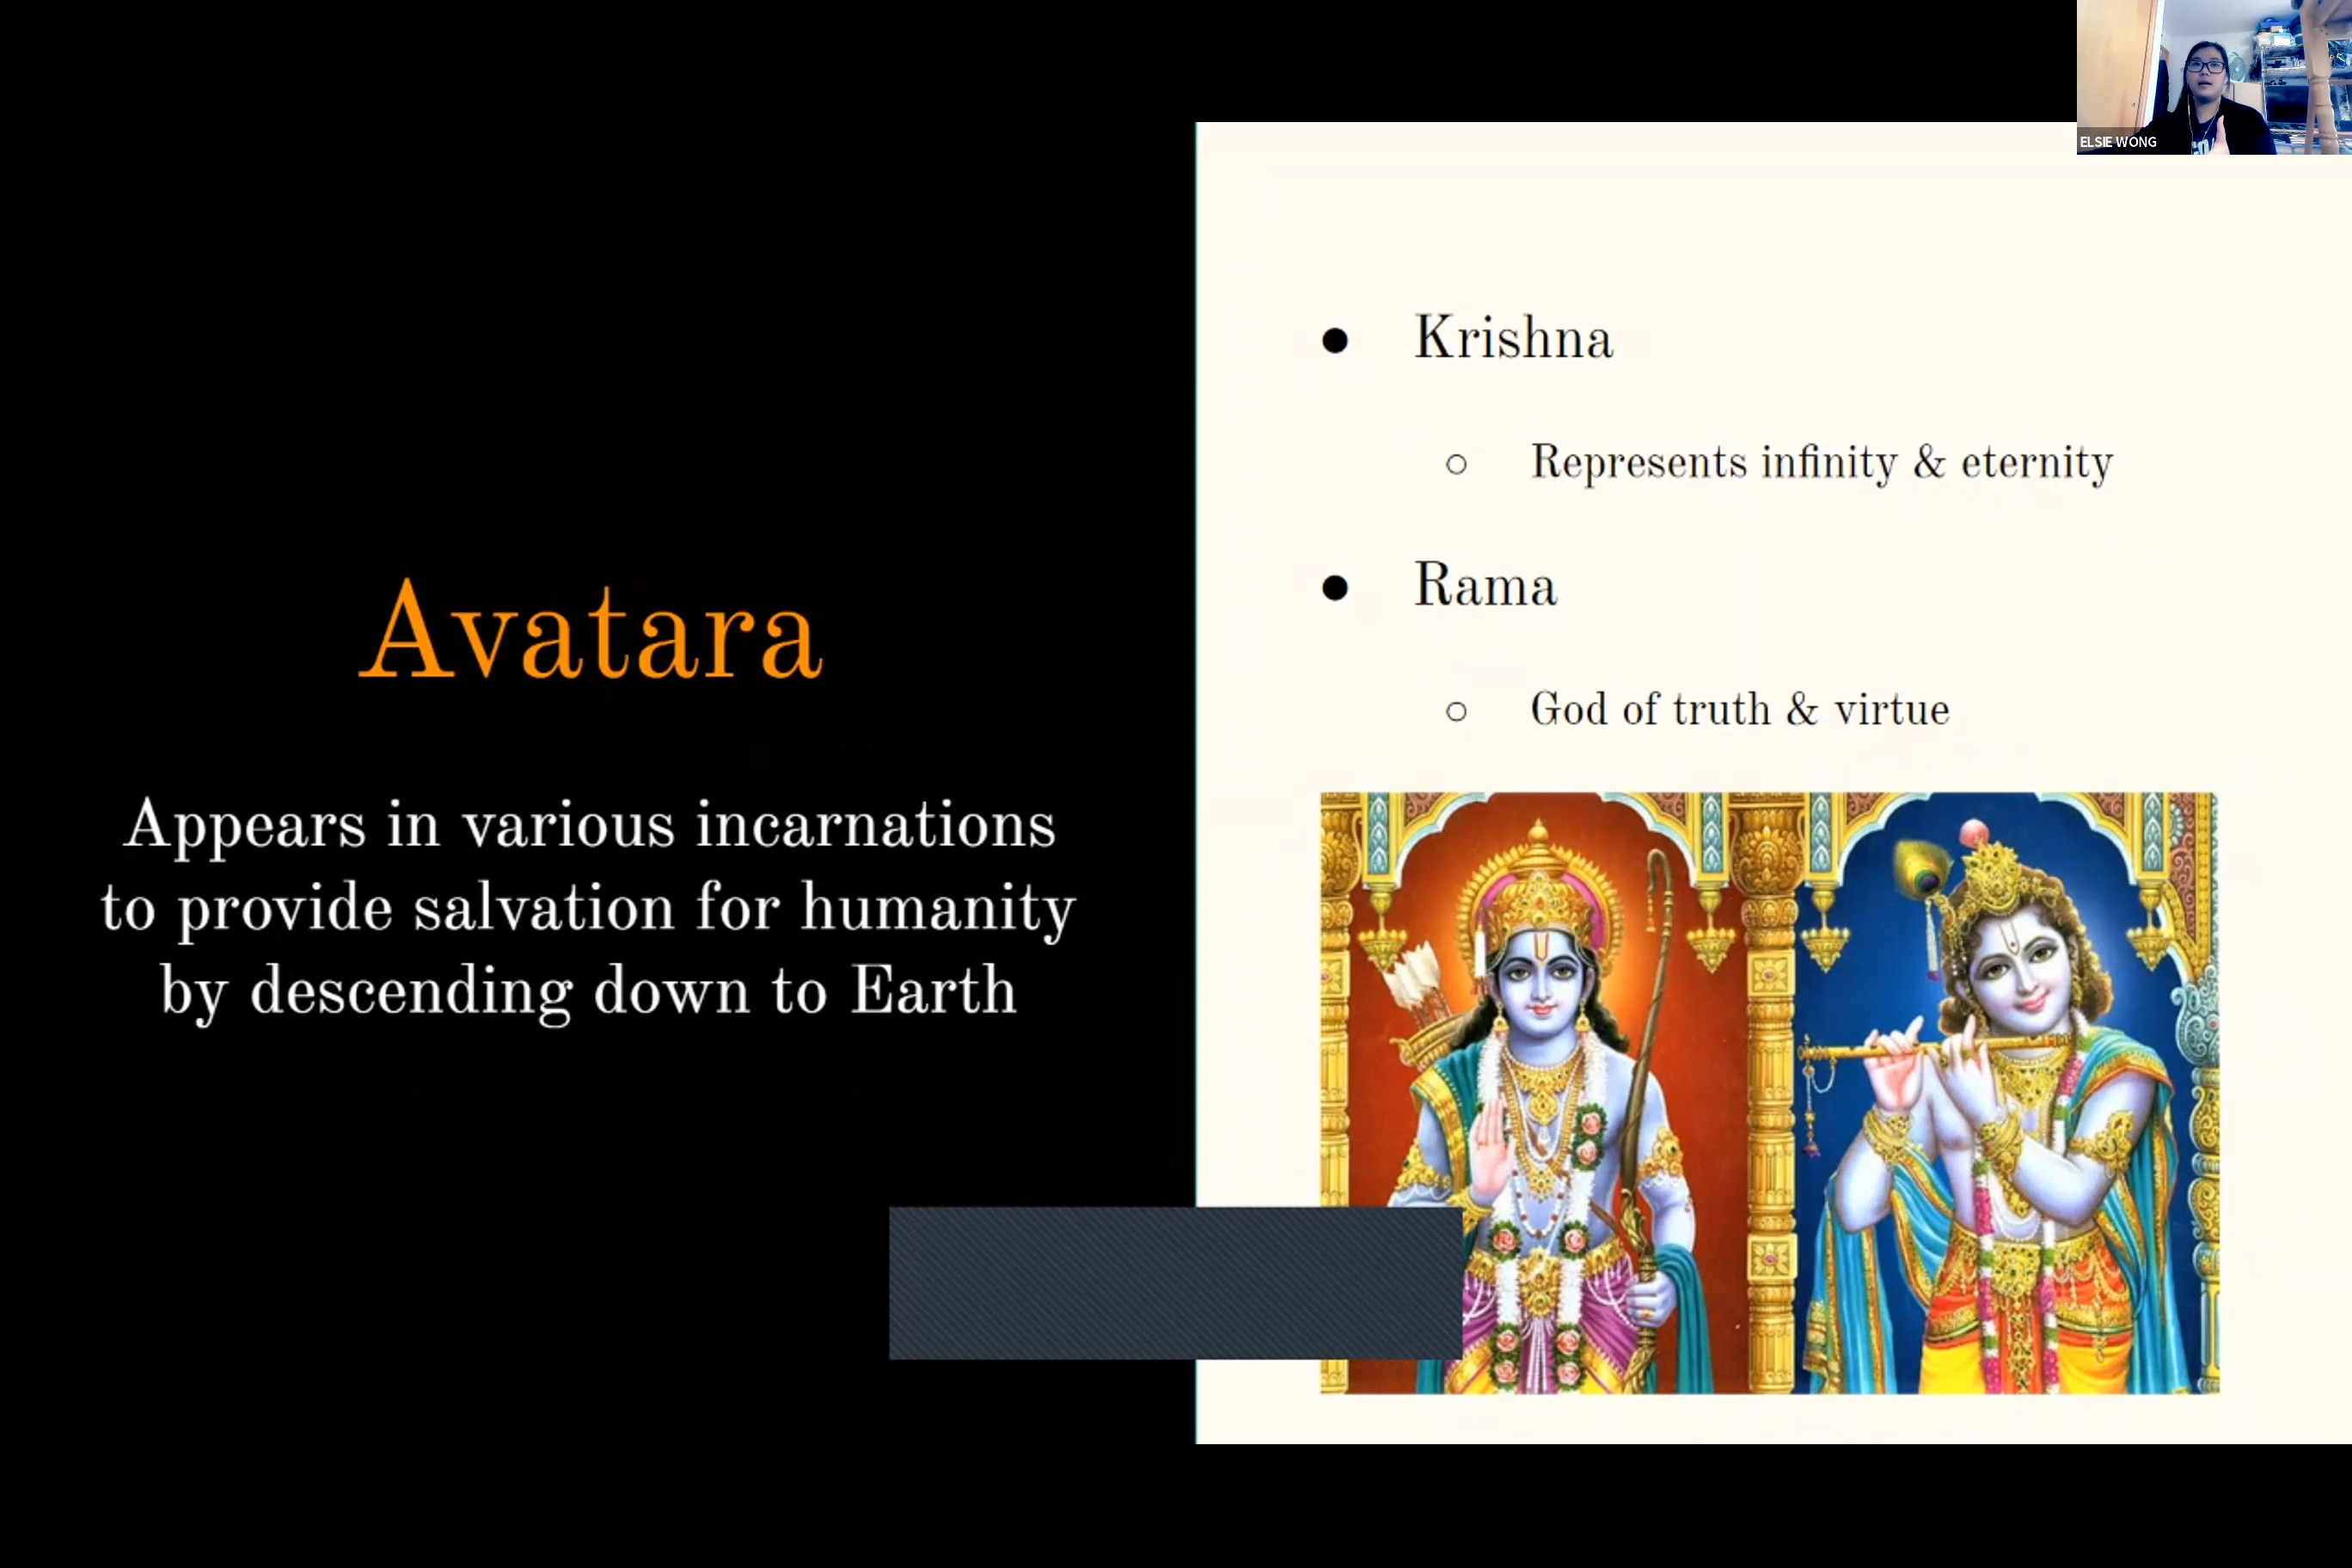 ELSIE WONG
Avatara
Appears in various incarnations
to provide salvation for humanity
by descending down to Earth
● Krishna
○ Represents infinity & eternity
● Rama
○ God of truth & virtue